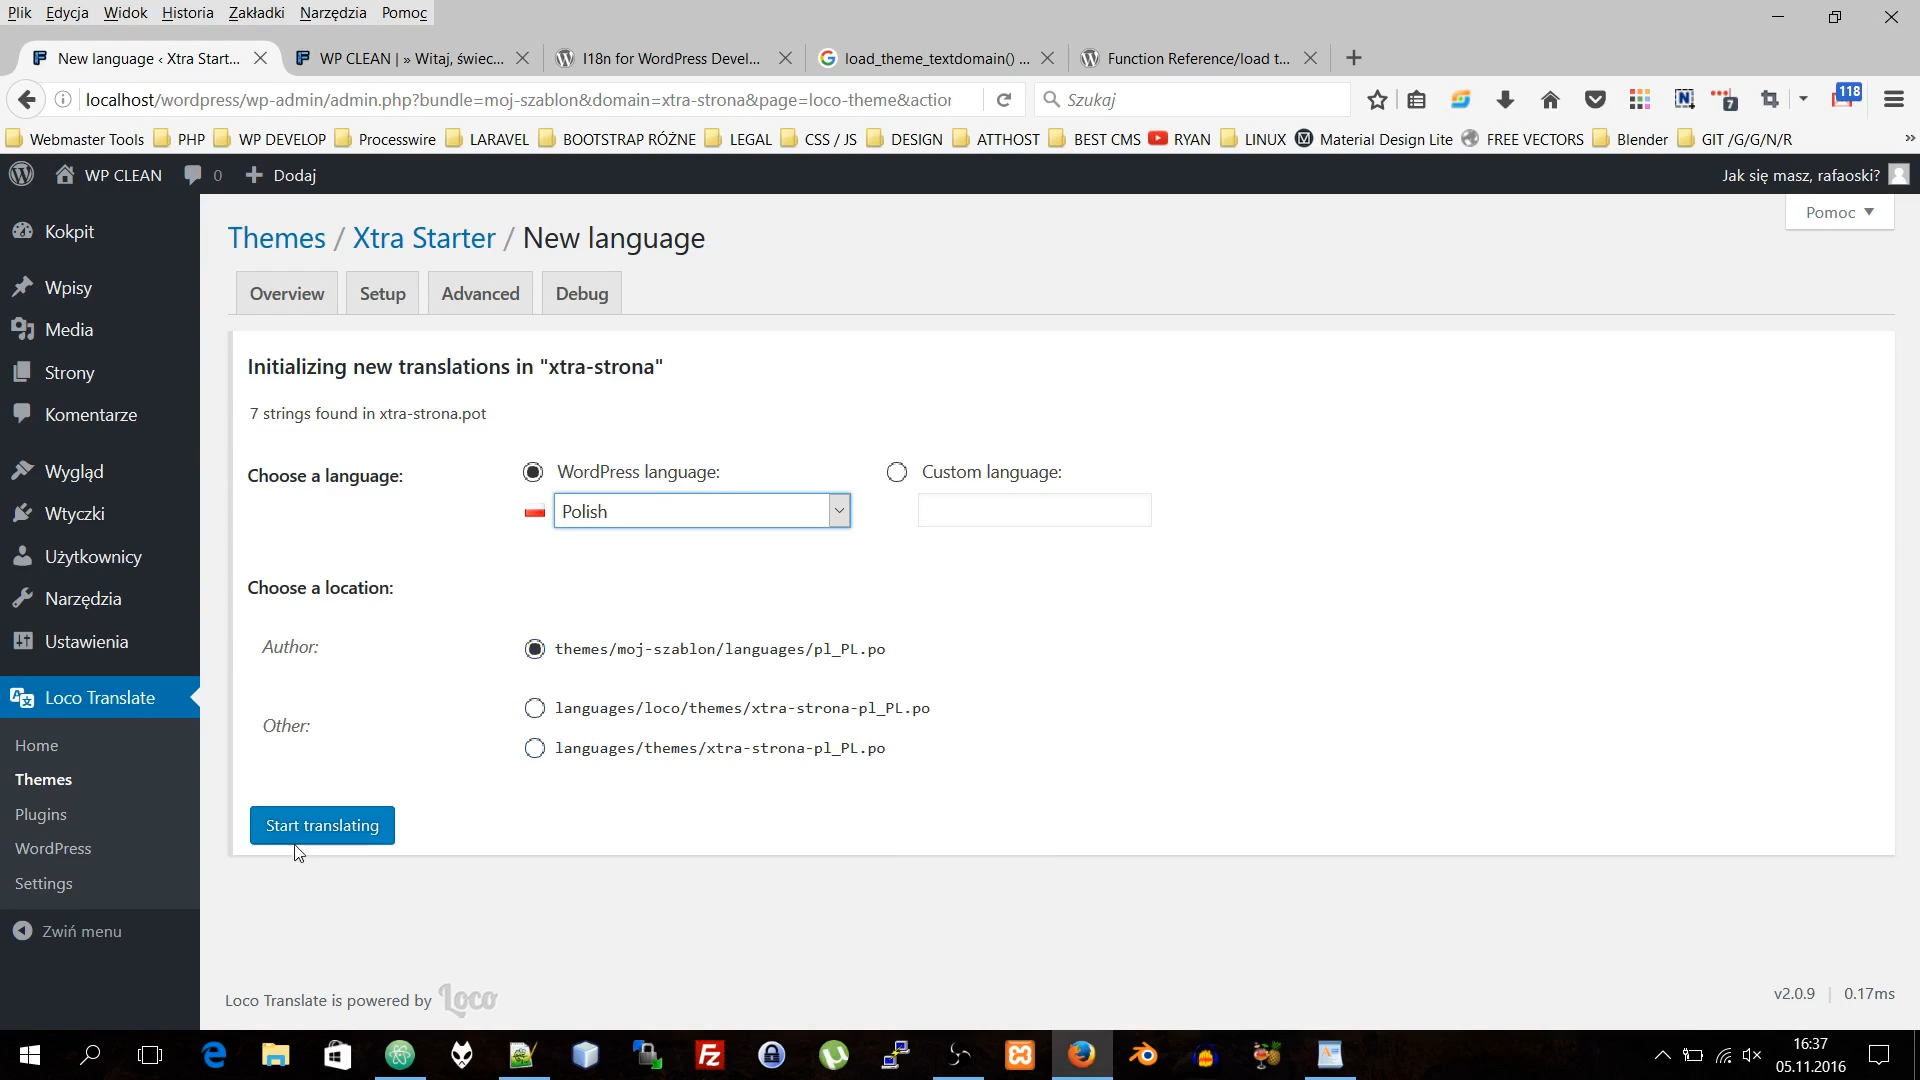 Plik Edycja Widok Historia Zakładki Narzędzia Pomoc
New language ‹ Xtra Start... WP CLEAN | » Witaj, świec... I18n for WordPress Devel... load_theme_textdomain() ... Function Reference/load t...
localhost/wordpress/wp-admin/admin.php?bundle=moj-szablon&domain=xtra-strona&page=loco-theme&action Szukaj 7 118
Webmaster Tools PHP WP DEVELOP Processwire LARAVEL BOOTSTRAP RÓŻNE LEGAL CSS / JS DESIGN ATTHOST BEST CMS RYAN LINUX Material Design Lite FREE VECTORS Blender GIT /G/G/N/R »
WP CLEAN 0 Dodaj Jak się masz, rafaoski?
Pomoc
Kokpit
Wpisy
Media
Strony
Komentarze
Wygląd
Wtyczki
Użytkownicy
Narzędzia
Ustawienia
Loco Translate
Home
Themes
Plugins
WordPress
Settings
Zwiń menu
Themes / Xtra Starter / New language
Overview Setup Advanced Debug
Initializing new translations in "xtra-strona"
7 strings found in xtra-strona.pot
Choose a language: WordPress language: Custom language:
Polish
Choose a location:
Author: themes/moj-szablon/languages/pl_PL.po
Other: languages/loco/themes/xtra-strona-pl_PL.po
languages/themes/xtra-strona-pl_PL.po
Start translating
Loco Translate is powered by Loco v2.0.9 | 0.17ms
16:37
05.11.2016